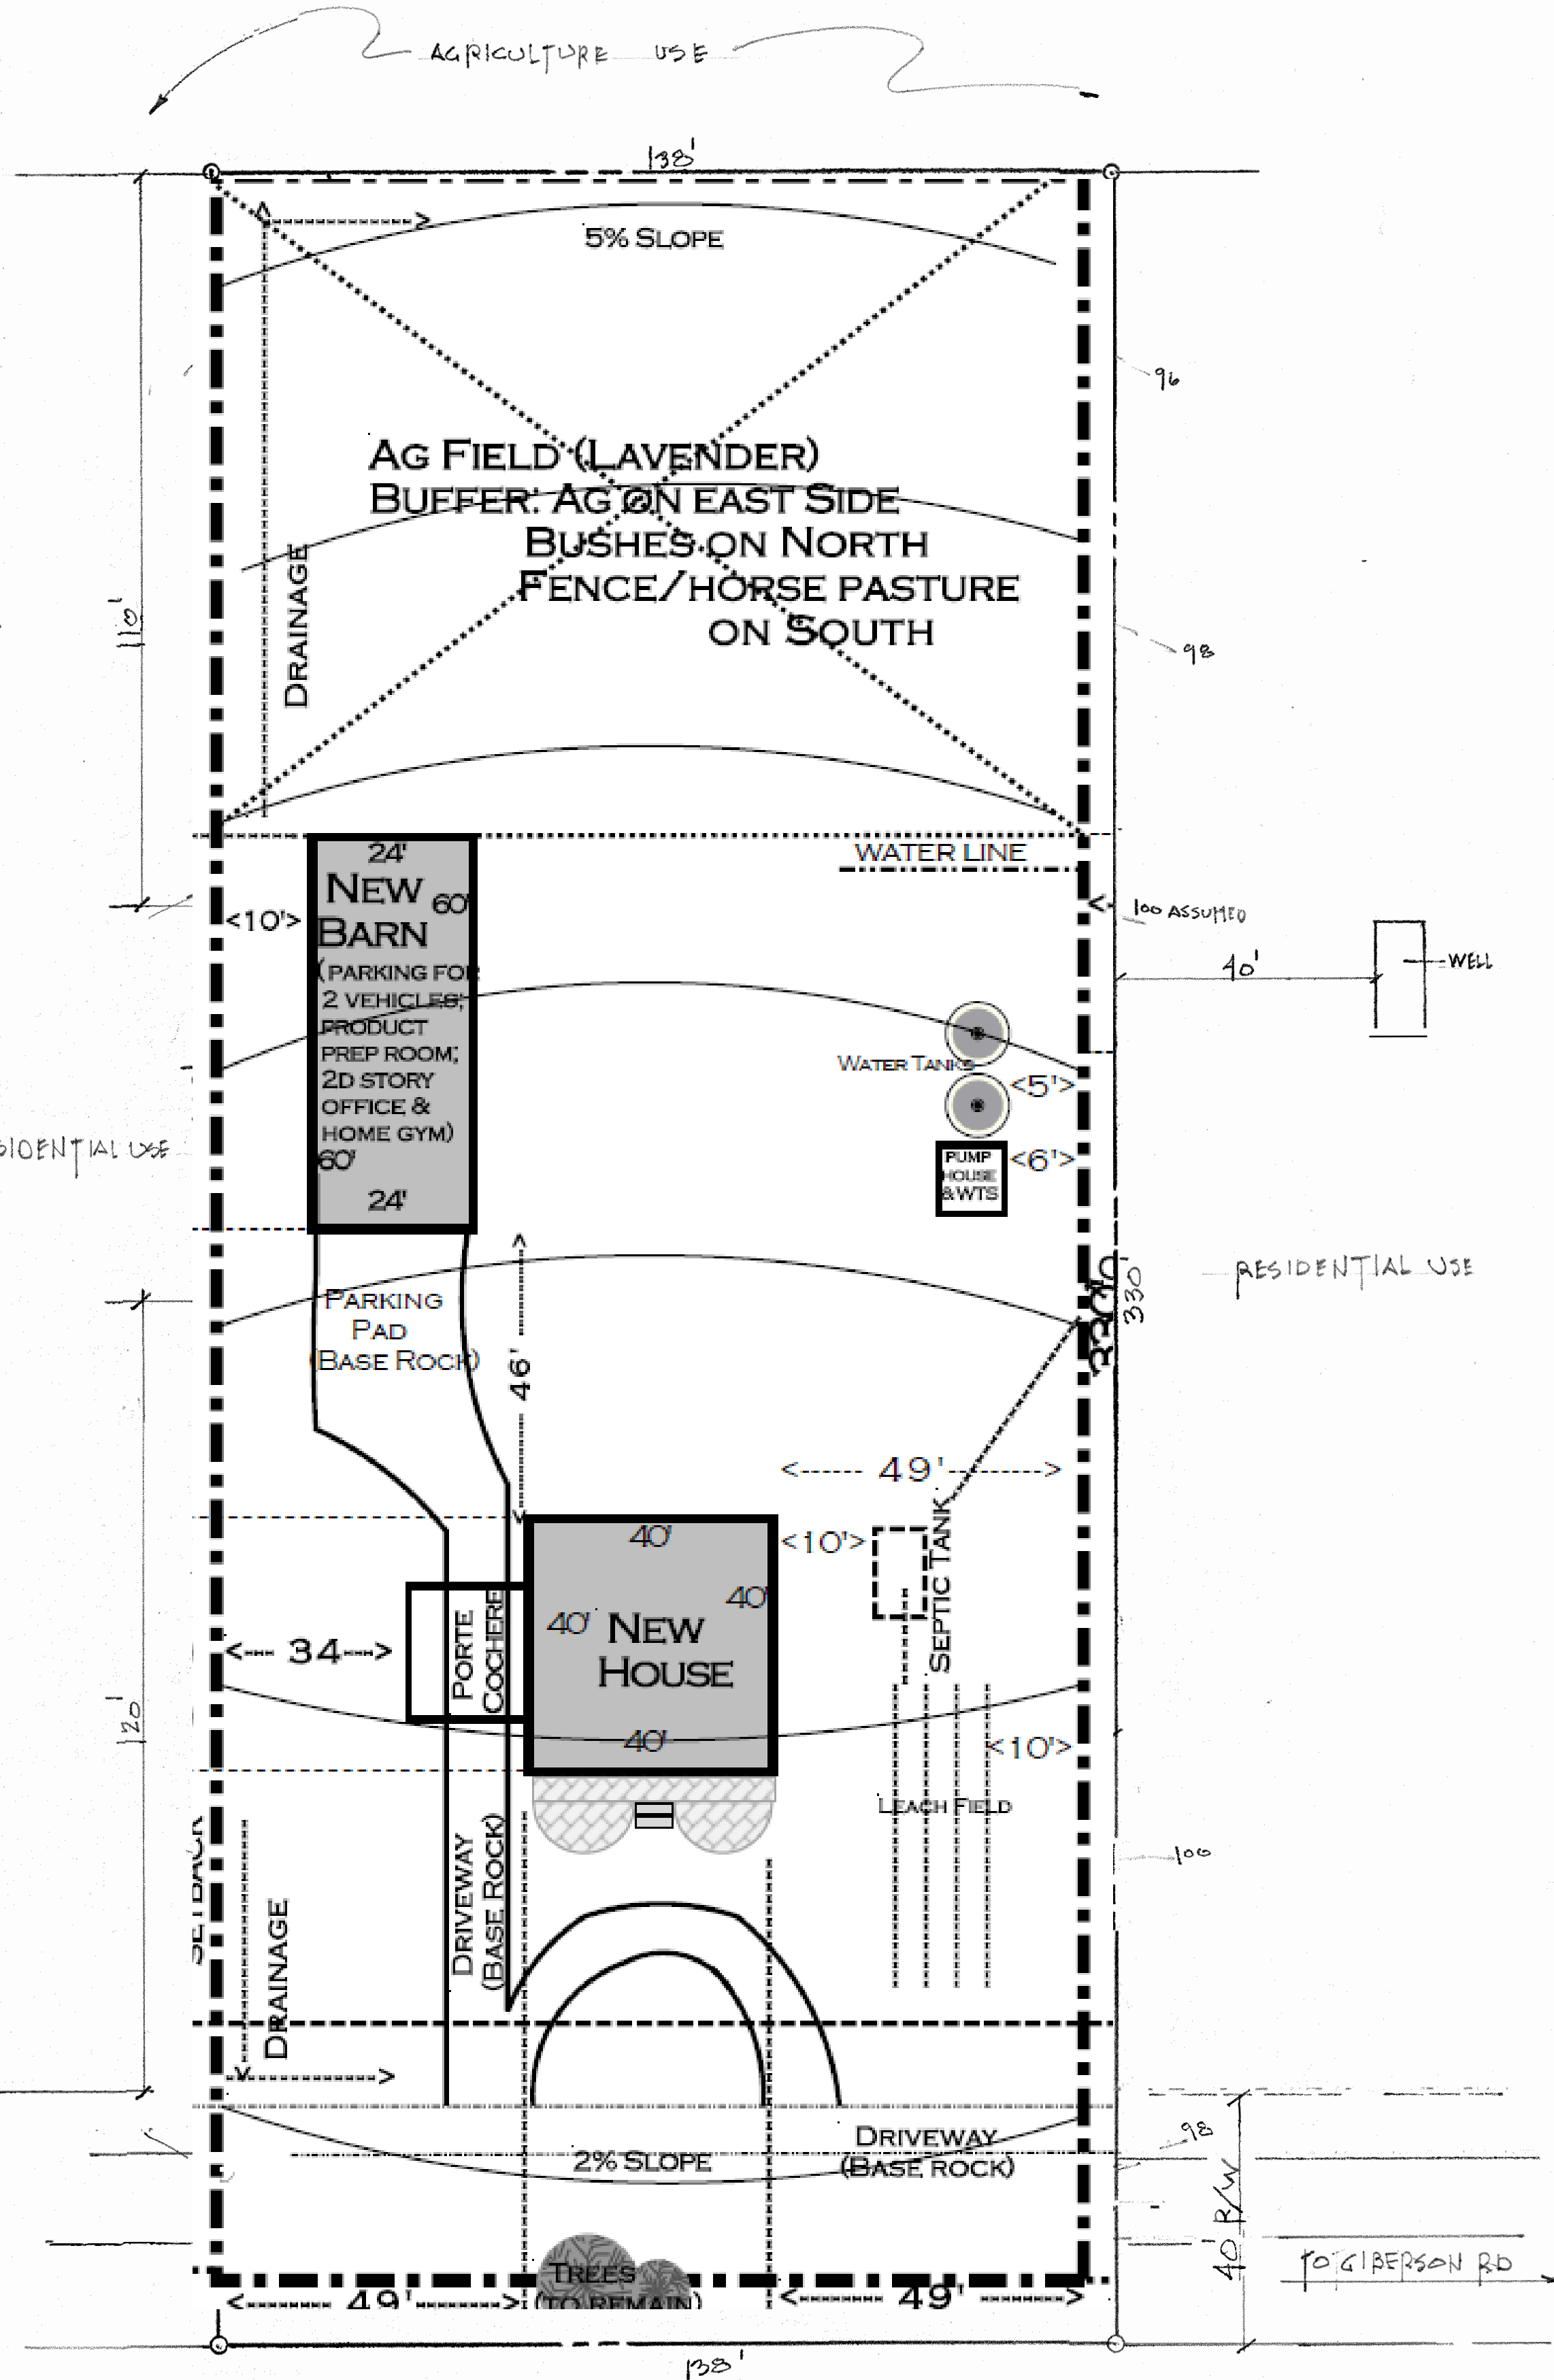 AGRICULTURE USE
138'
5% SLOPE
96
AG FIELD (LAVENDER)
BUFFER: AG ON EAST SIDE
BUSHES ON NORTH
FENCE/HORSE PASTURE
ON SOUTH
DRAINAGE
110'
98
WATER LINE
24'
NEW
60'
BARN
(PARKING FOR
2 VEHICLES;
PRODUCT
PREP ROOM;
2D STORY
OFFICE &
HOME GYM)
60'
24'
<10'>
100 ASSUMED
40'
WELL
WATER TANKS
<5'>
PUMP
HOUSE
& WTS
<6'>
SIDENTIAL USE
RESIDENTIAL USE
330'
330'
PARKING
PAD
(BASE ROCK)
46'
<------ 49'--------->
<10'>
SEPTIC TANK
40'
40'
40'
NEW
HOUSE
40'
PORTE
COCHERE
<--- 34--->
120'
<10'>
LEACH FIELD
100
SETBACK
DRAINAGE
DRIVEWAY
(BASE ROCK)
98
2% SLOPE
DRIVEWAY
(BASE ROCK)
40' R/W
TO GIBERSON RD
TREES
(TO REMAIN)
49'
49'
138'